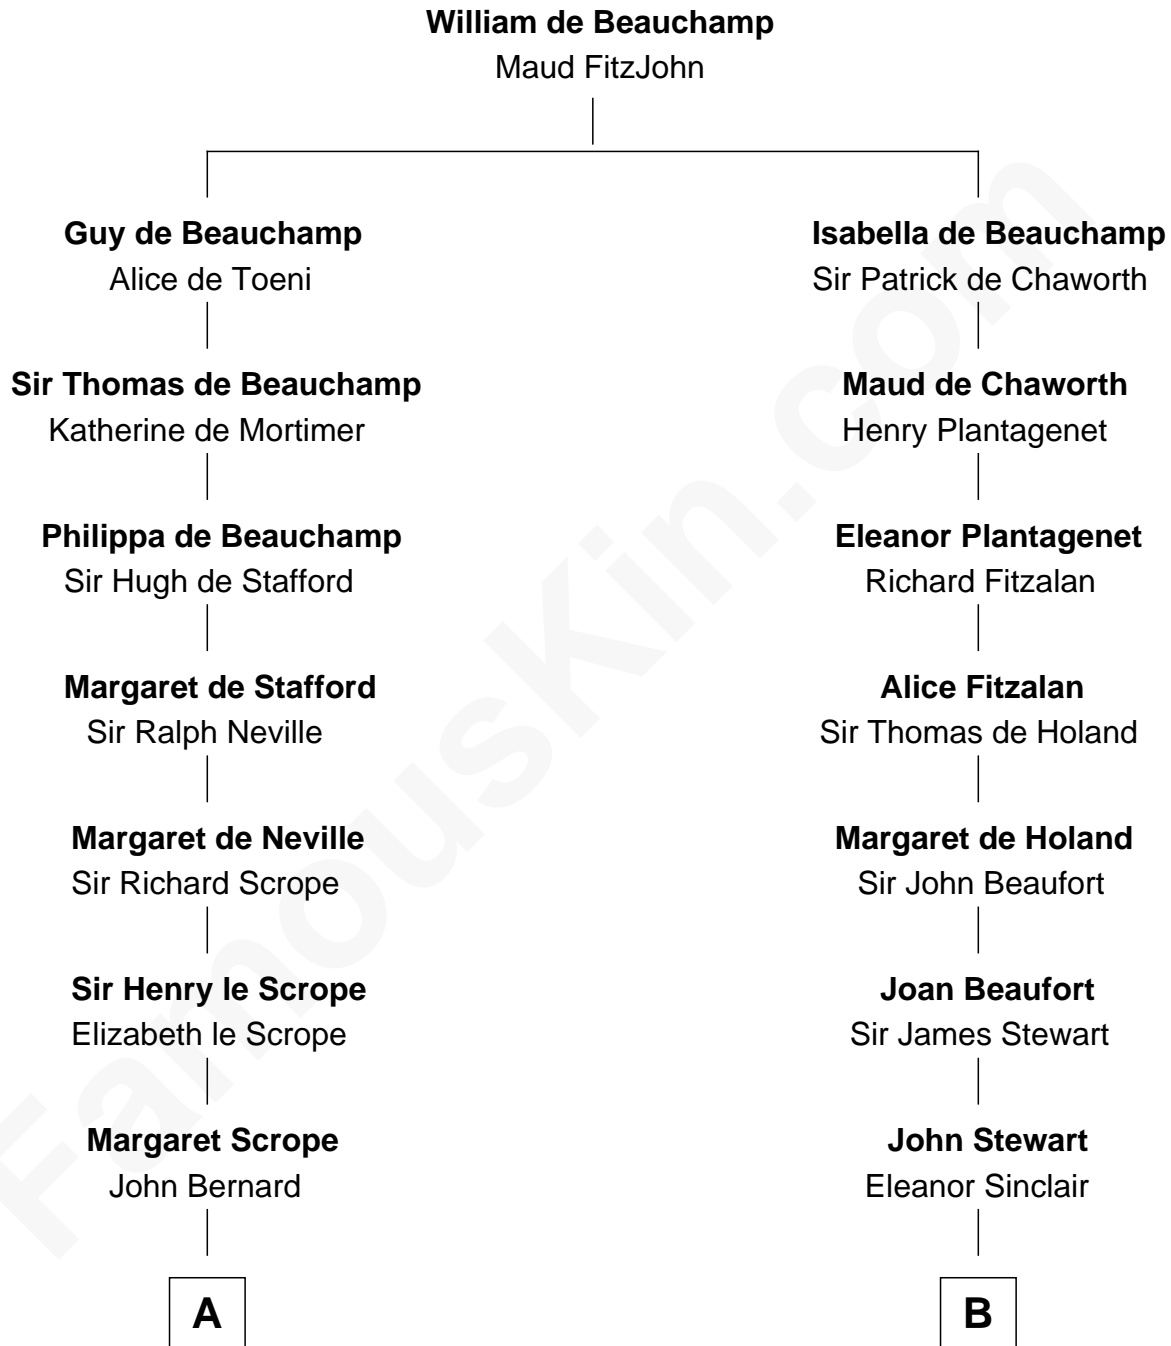 William de Beauchamp
Maud FitzJohn
Guy de Beauchamp
Alice de Toeni
Isabella de Beauchamp
Sir Patrick de Chaworth
Sir Thomas de Beauchamp
Katherine de Mortimer
Maud de Chaworth
Henry Plantagenet
Philippa de Beauchamp
Sir Hugh de Stafford
Eleanor Plantagenet
Richard Fitzalan
Margaret de Stafford
Sir Ralph Neville
Alice Fitzalan
Sir Thomas de Holand
Margaret de Neville
Sir Richard Scrope
Margaret de Holand
Sir John Beaufort
Sir Henry le Scrope
Elizabeth le Scrope
Joan Beaufort
Sir James Stewart
Margaret Scrope
John Bernard
John Stewart
Eleanor Sinclair
A
B
FamousKin.com